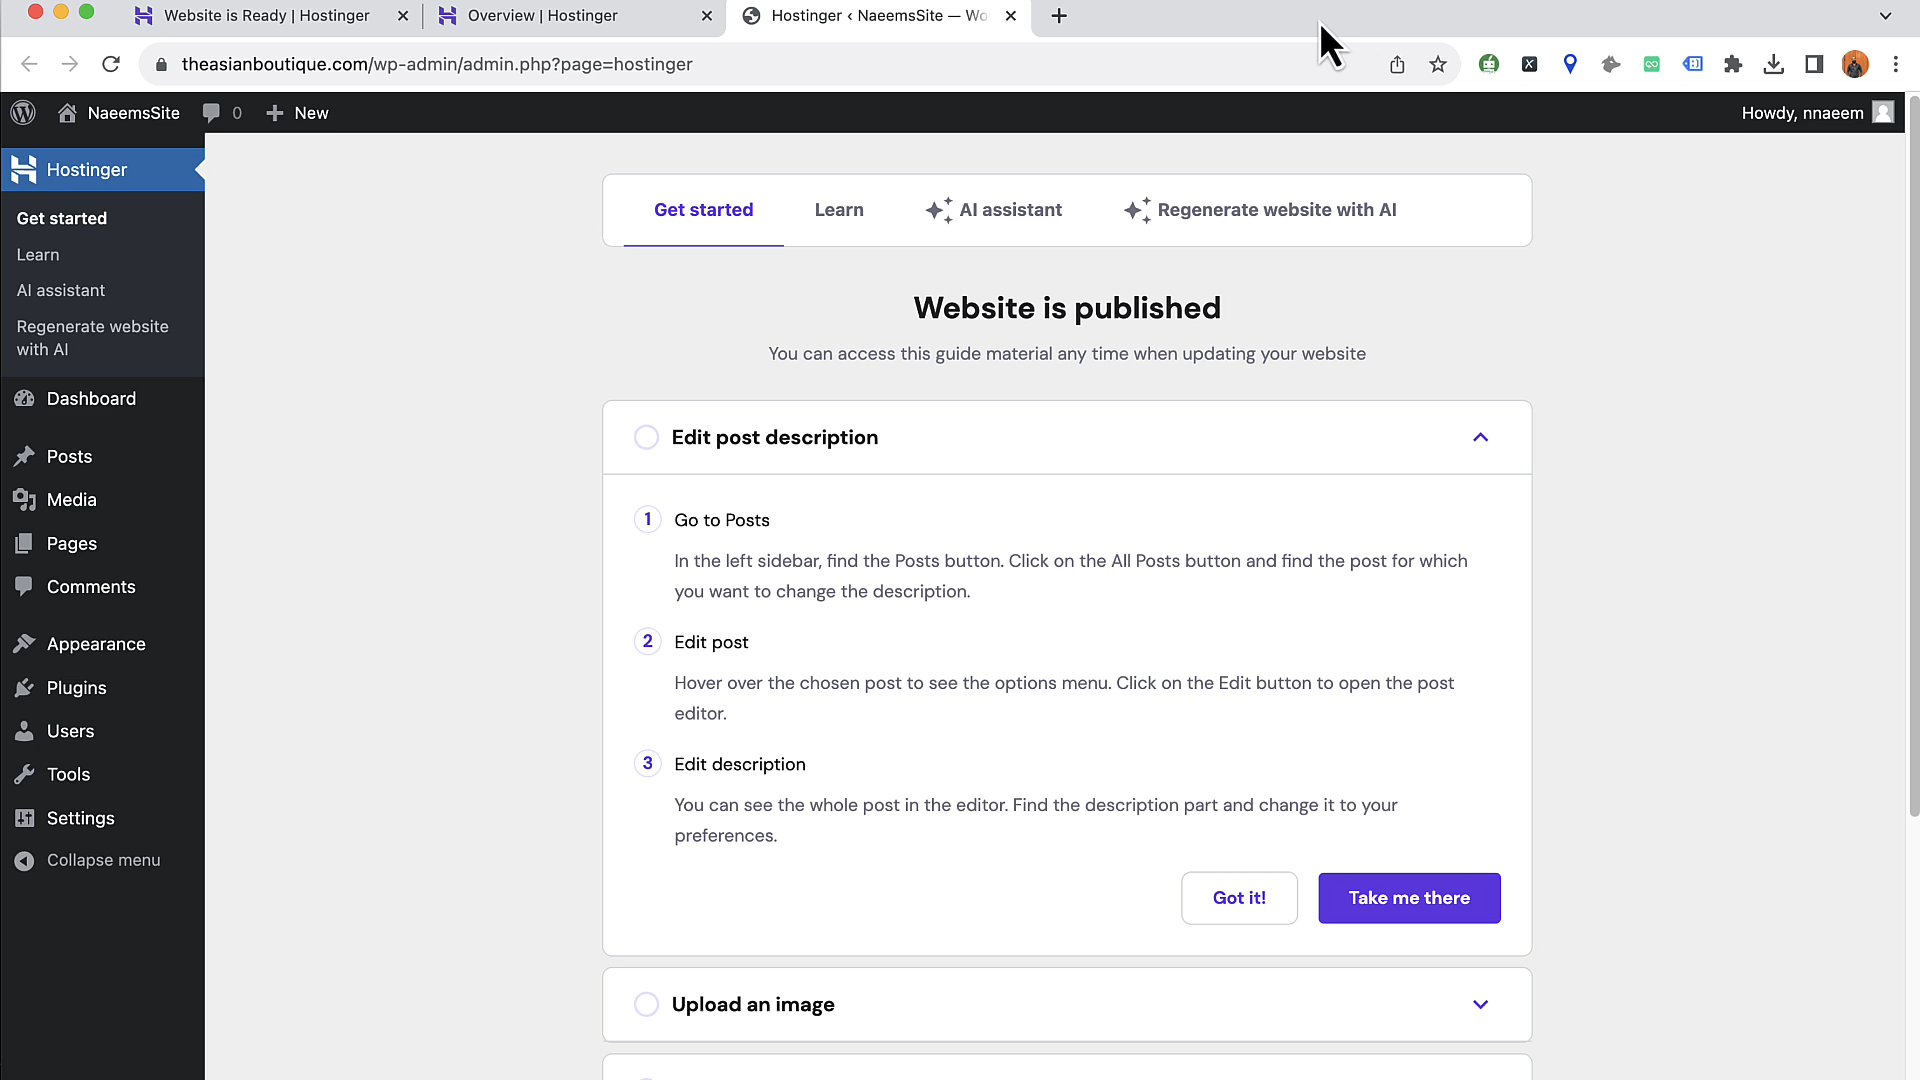 Website is Ready | Hostinger
Overview | Hostinger
Hostinger ‹ NaeemsSite — Wo
theasianboutique.com/wp-admin/admin.php?page=hostinger
NaeemsSite
0
New
Howdy, nnaeem
Hostinger
Get started
Learn
AI assistant
Regenerate website
with AI
Dashboard
Posts
Media
Pages
Comments
Appearance
Plugins
Users
Tools
Settings
Collapse menu
Get started
Learn
AI assistant
Regenerate website with AI
Website is published
You can access this guide material any time when updating your website
Edit post description
1 Go to Posts
In the left sidebar, find the Posts button. Click on the All Posts button and find the post for which
you want to change the description.
2 Edit post
Hover over the chosen post to see the options menu. Click on the Edit button to open the post
editor.
3 Edit description
You can see the whole post in the editor. Find the description part and change it to your
preferences.
Got it!
Take me there
Upload an image